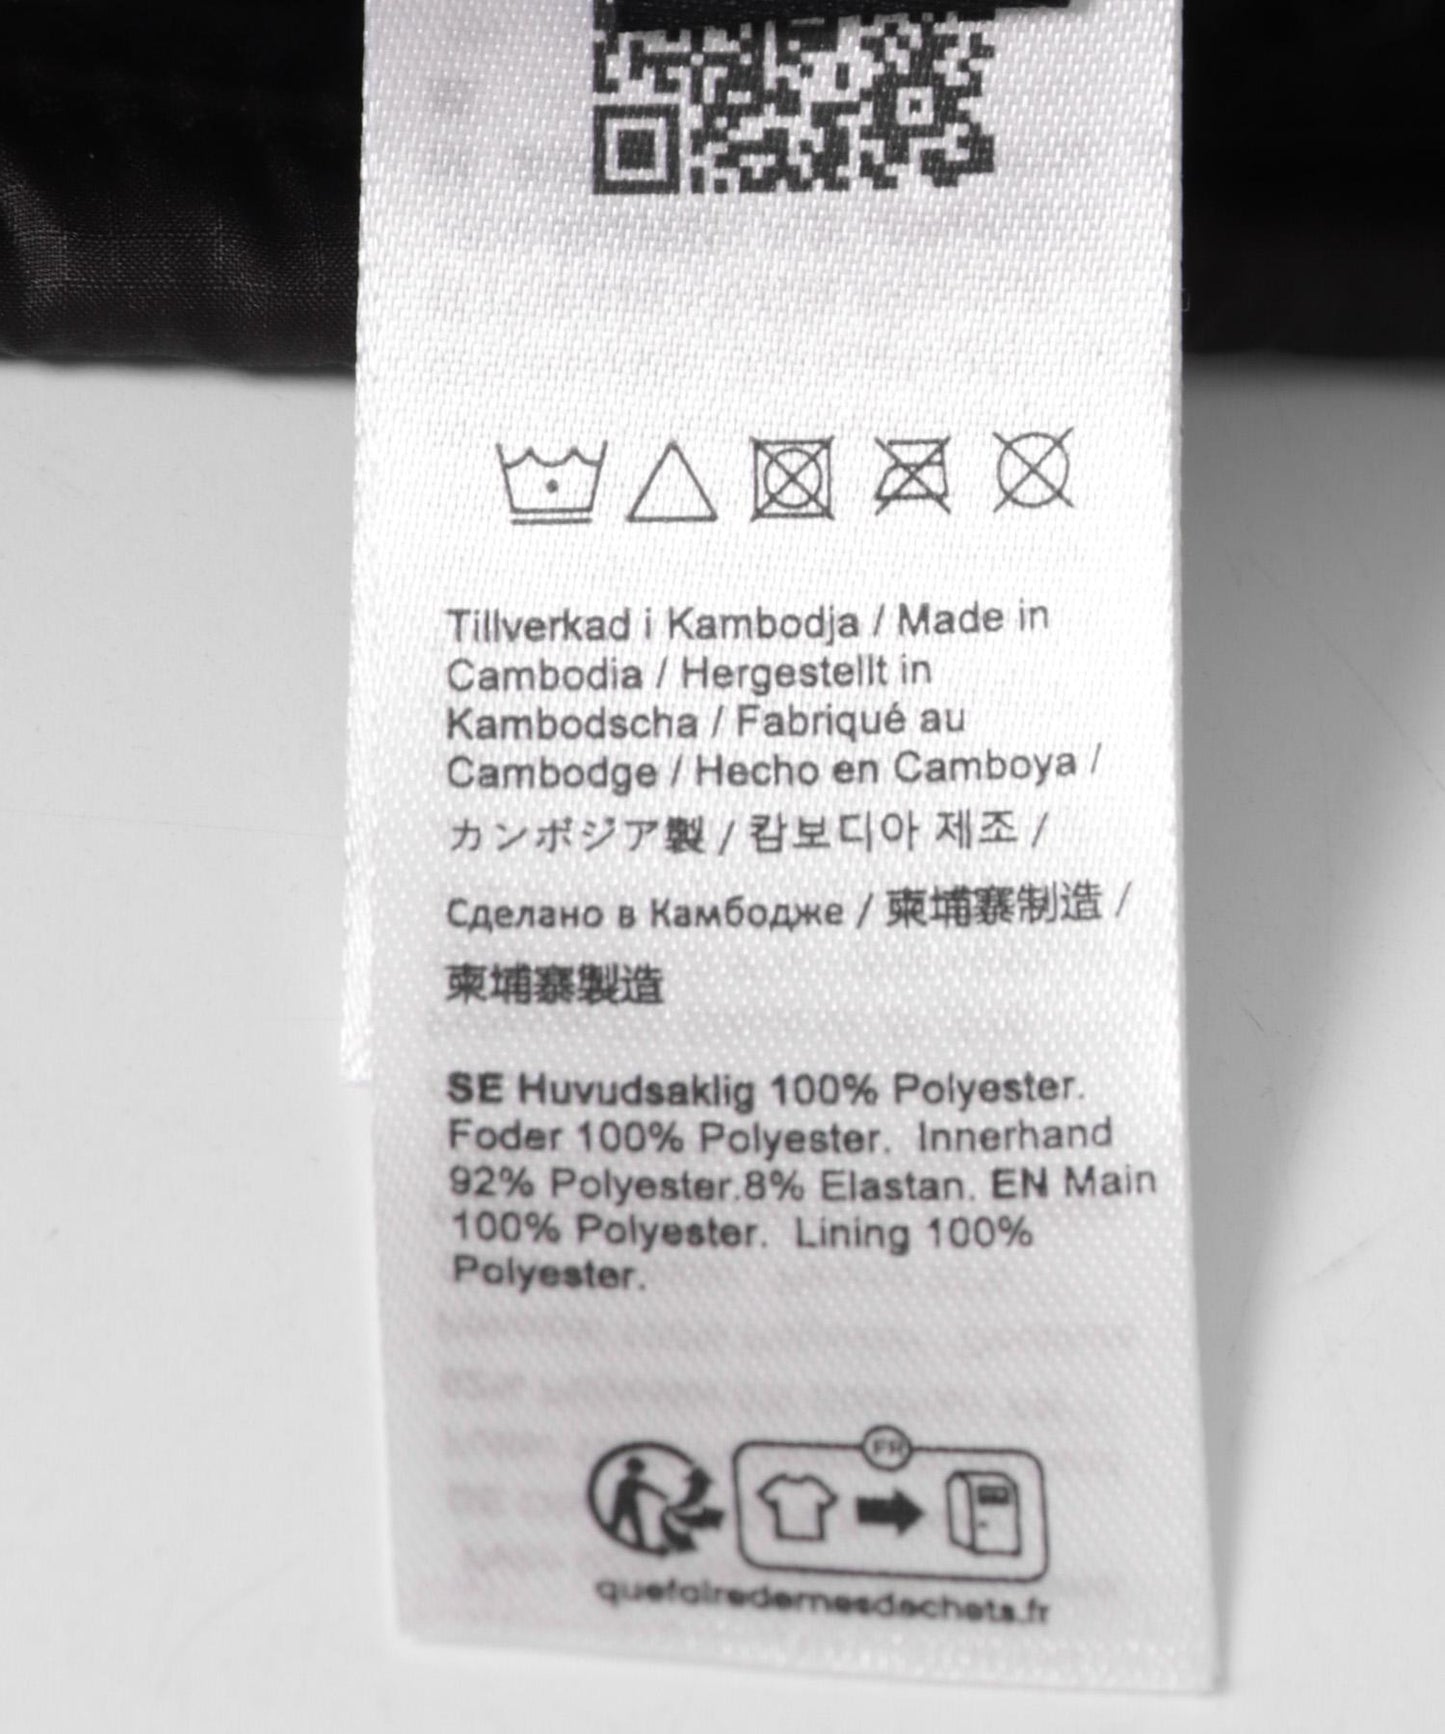 Tillverkad i Kambodja / Made in
Cambodia / Hergestellt in
Kambodscha / Fabriqué au
Cambodge / Hecho en Camboya /
カンボジア製 / 캄보디아 제조 /
Сделано в Камбодже / 柬埔寨制造 /
柬埔寨製造
SE Huvudsaklig 100% Polyester.
Foder 100% Polyester. Innerhand
92% Polyester.8% Elastan. EN Main
100% Polyester. Lining 100%
Polyester.
FR
quefairedemesdechets.fr